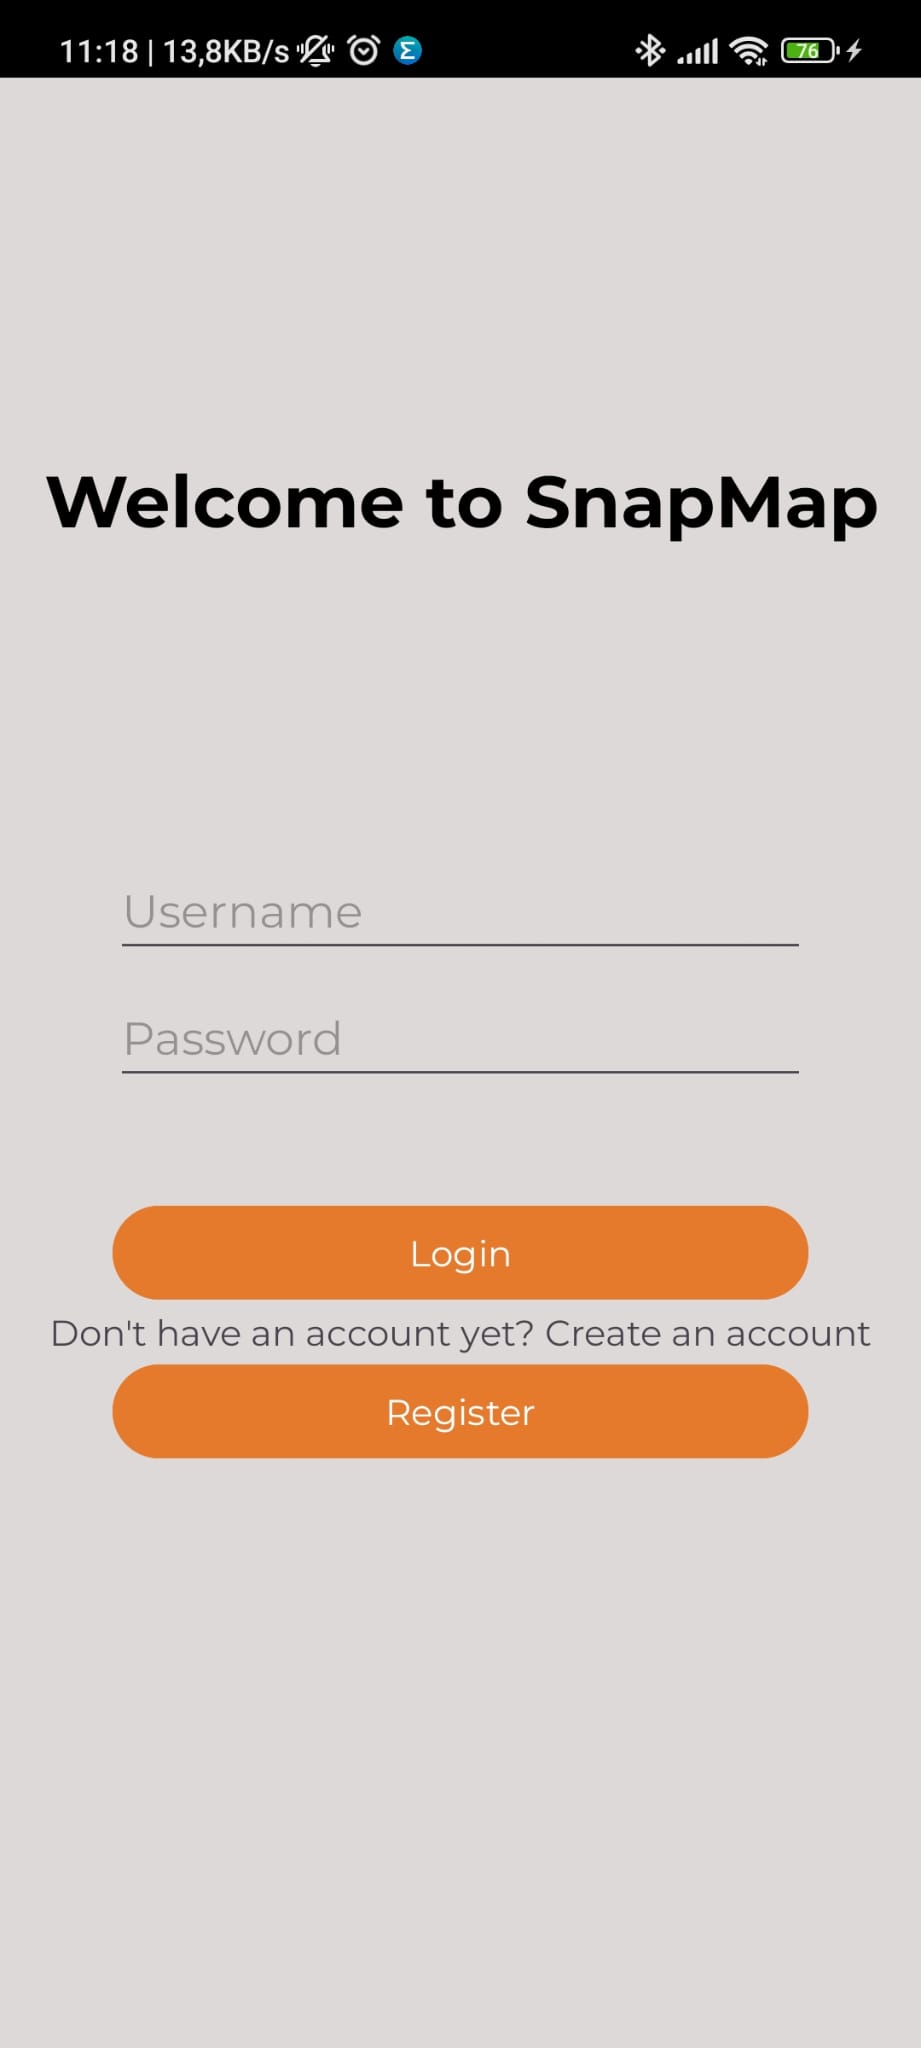 11:18 | 13,8KB/s Σ 76
Welcome to SnapMap
Username
Password
Login
Don't have an account yet? Create an account
Register